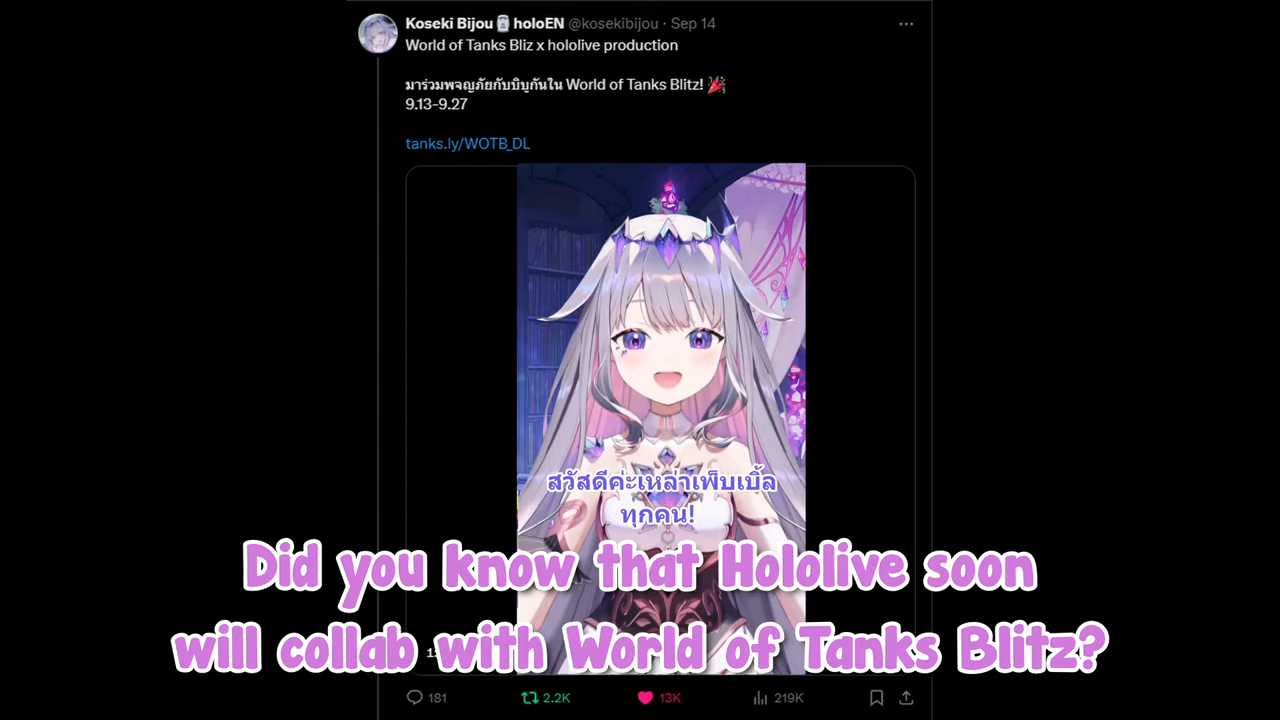 Koseki Bijou🗿holoEN @kosekibijou · Sep 14
World of Tanks Bliz x hololive production
มาร่วมพจญภัยกับบิบูกันใน World of Tanks Blitz! 🎉
9.13-9.27
tanks.ly/WOTB_DL
สวัสดีค่ะเหล่าเพ็บเบิ้ล
ทุกคน!
Did you know that Hololive soon
will collab with World of Tanks Blitz?
181 2.2K 13K 219K